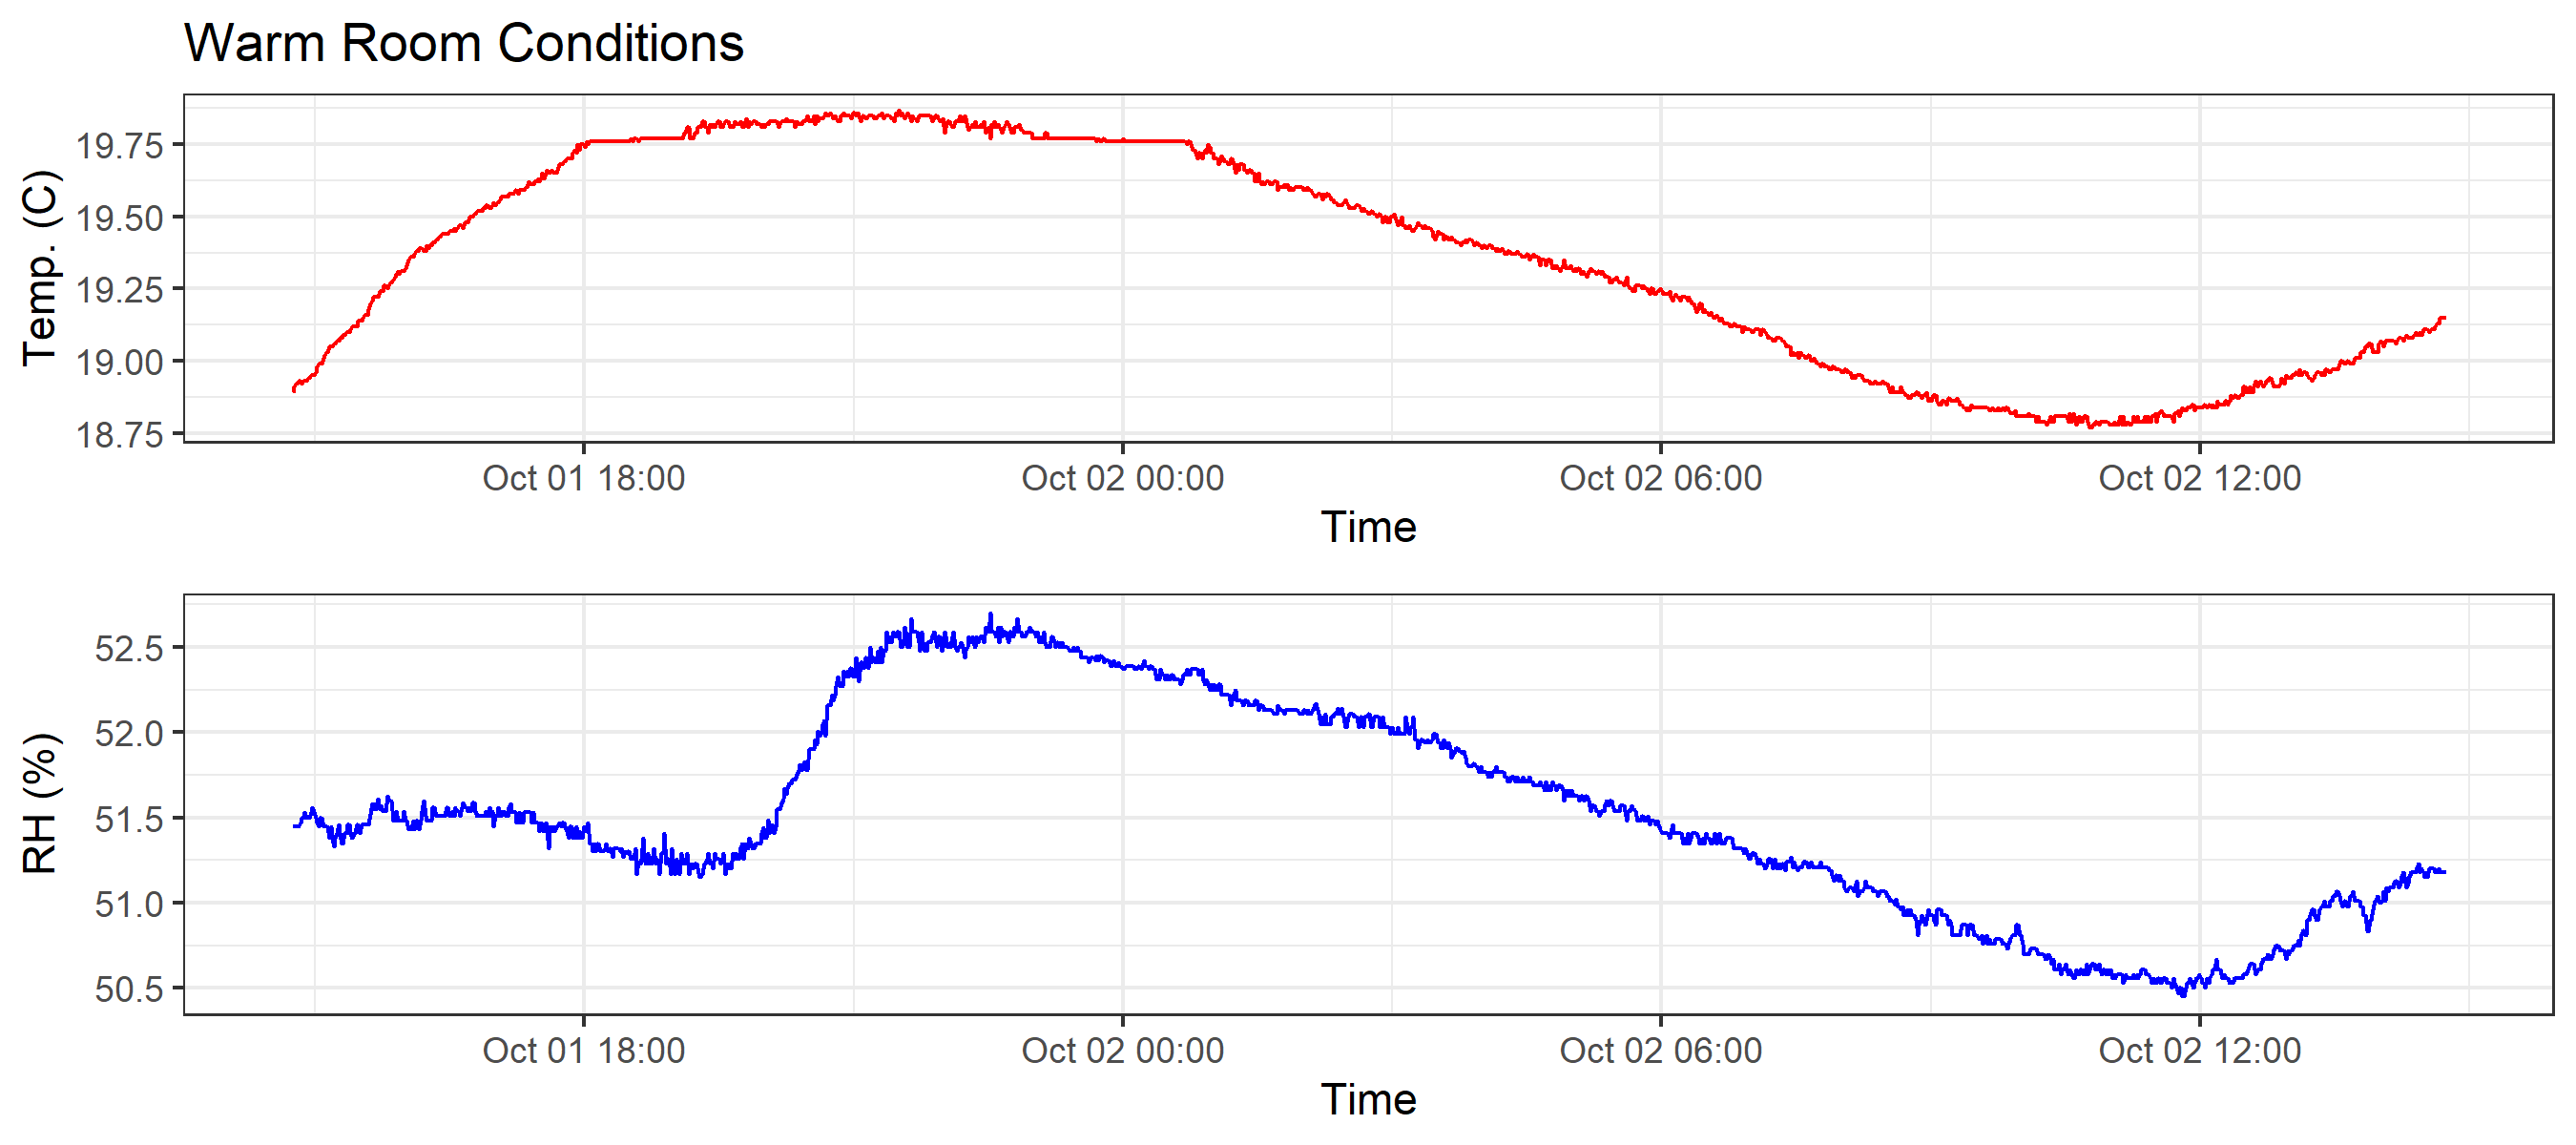 Warm Room Conditions
Temp. (C)
19.75
19.50
19.25
19.00
18.75
Oct 01 18:00 Oct 02 00:00 Oct 02 06:00 Oct 02 12:00
Time
RH (%)
52.5
52.0
51.5
51.0
50.5
Oct 01 18:00 Oct 02 00:00 Oct 02 06:00 Oct 02 12:00
Time